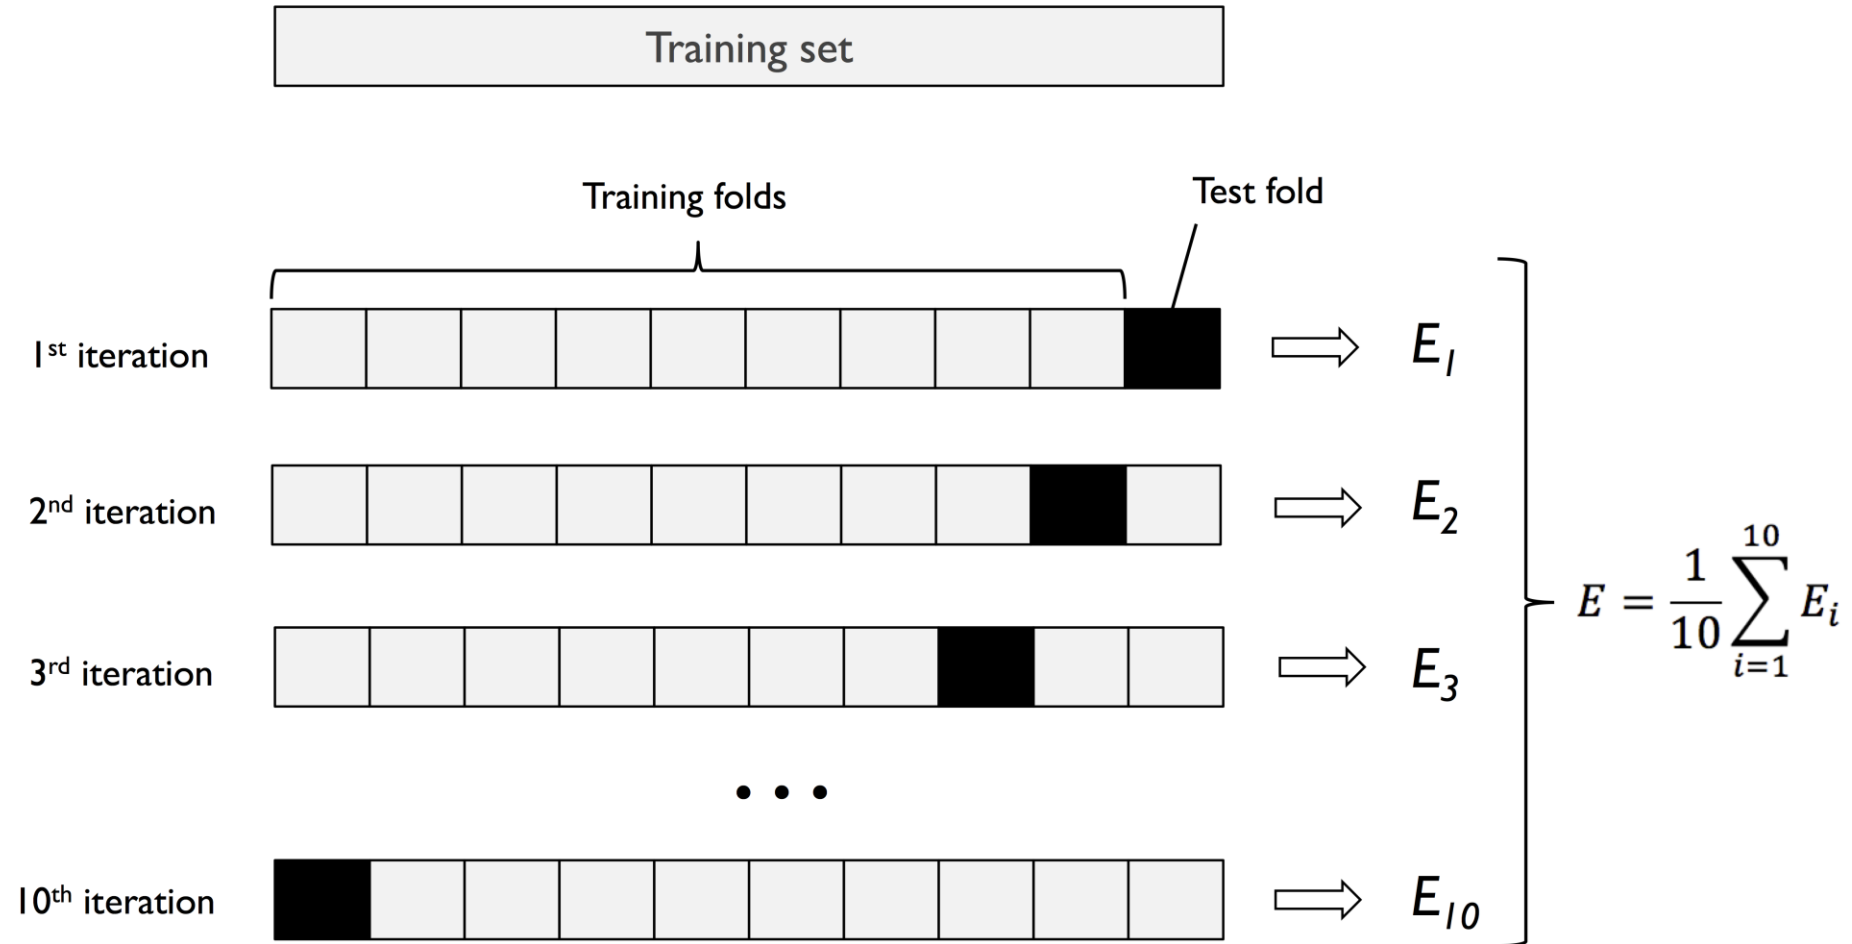 Training set
Training folds
Test fold
1st iteration
E1
2nd iteration
E2
3rd iteration
E3
E = 1/10 ∑ i=1 10 Ei
• • •
10th iteration
E10